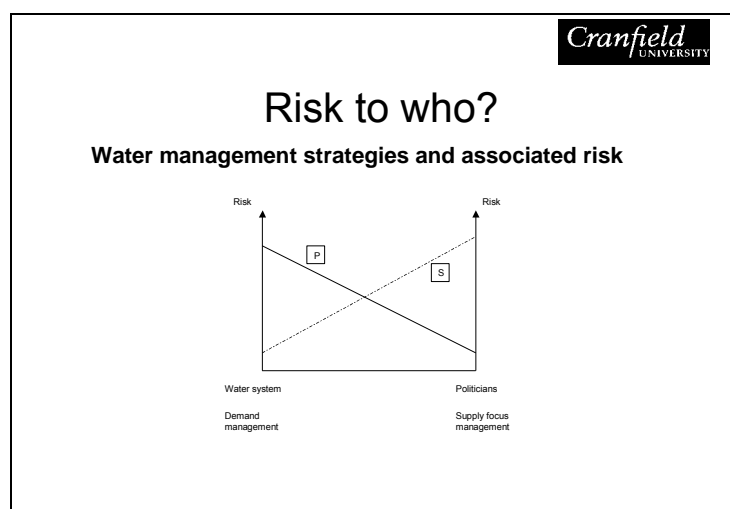 Cranfield
UNIVERSITY
Risk to who?
Water management strategies and associated risk
Risk
Risk
P
S
Water system
Politicians
Demand
management
Supply focus
management